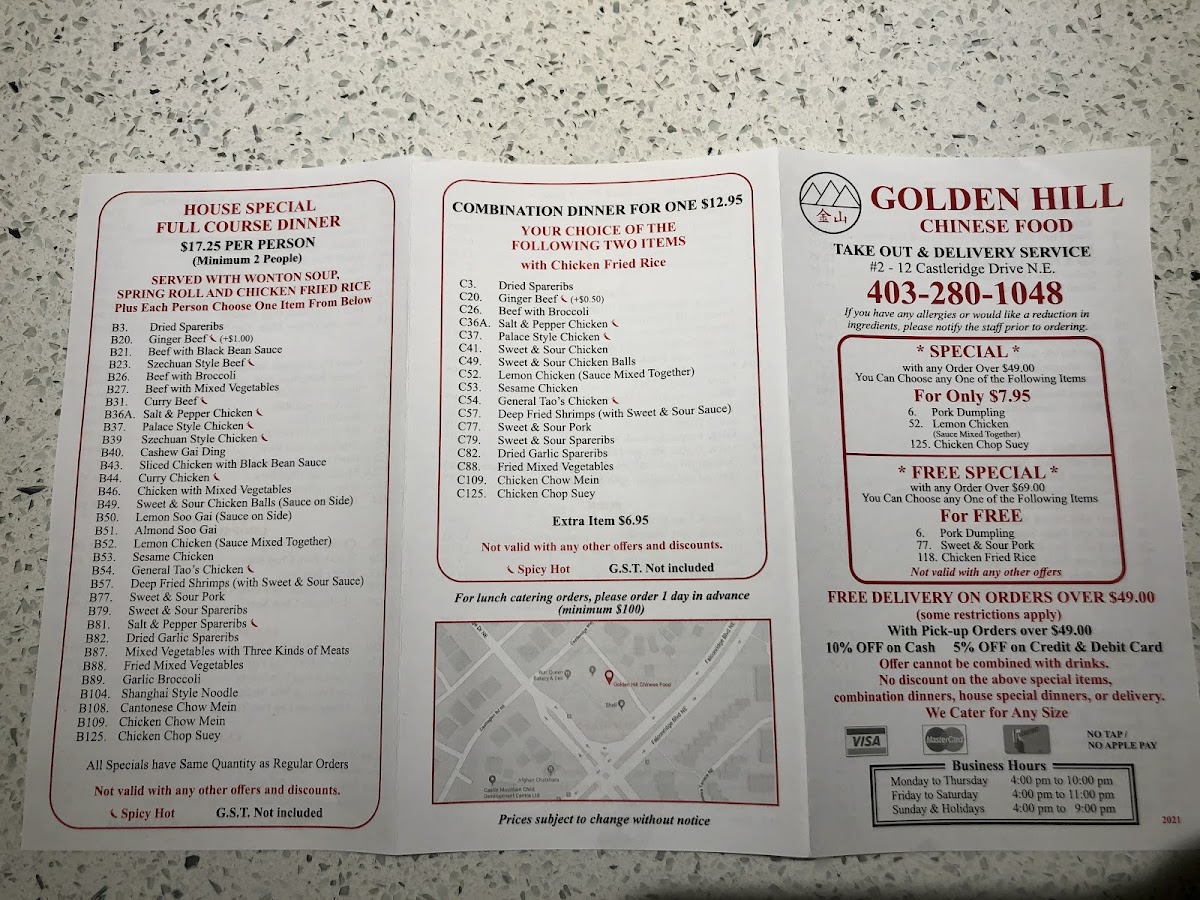 HOUSE SPECIAL
FULL COURSE DINNER
$17.25 PER PERSON
(Minimum 2 People)
SERVED WITH WONTON SOUP,
SPRING ROLL AND CHICKEN FRIED RICE
Plus Each Person Choose One Item From Below
B3. Dried Spareribs
B20. Ginger Beef (+$1.00)
B21. Beef with Black Bean Sauce
B23. Szechuan Style Beef
B26. Beef with Broccoli
B27. Beef with Mixed Vegetables
B31. Curry Beef
B36A. Salt & Pepper Chicken
B37. Palace Style Chicken
B39 Szechuan Style Chicken
B40. Cashew Gai Ding
B43. Sliced Chicken with Black Bean Sauce
B44. Curry Chicken
B46. Chicken with Mixed Vegetables
B49. Sweet & Sour Chicken Balls (Sauce on Side)
B50. Lemon Soo Gai (Sauce on Side)
B51. Almond Soo Gai
B52. Lemon Chicken (Sauce Mixed Together)
B53. Sesame Chicken
B54. General Tao's Chicken
B57. Deep Fried Shrimps (with Sweet & Sour Sauce)
B77. Sweet & Sour Pork
B79. Sweet & Sour Spareribs
B81. Salt & Pepper Spareribs
B82. Dried Garlic Spareribs
B87. Mixed Vegetables with Three Kinds of Meats
B88. Fried Mixed Vegetables
B89. Garlic Broccoli
B104. Shanghai Style Noodle
B108. Cantonese Chow Mein
B109. Chicken Chow Mein
B125. Chicken Chop Suey
All Specials have Same Quantity as Regular Orders
Not valid with any other offers and discounts.
Spicy Hot G.S.T. Not included
COMBINATION DINNER FOR ONE $12.95
YOUR CHOICE OF THE
FOLLOWING TWO ITEMS
with Chicken Fried Rice
C3. Dried Spareribs
C20. Ginger Beef (+$0.50)
C26. Beef with Broccoli
C36A. Salt & Pepper Chicken
C37. Palace Style Chicken
C41. Sweet & Sour Chicken
C49. Sweet & Sour Chicken Balls
C52. Lemon Chicken (Sauce Mixed Together)
C53. Sesame Chicken
C54. General Tao's Chicken
C57. Deep Fried Shrimps (with Sweet & Sour Sauce)
C77. Sweet & Sour Pork
C79. Sweet & Sour Spareribs
C82. Dried Garlic Spareribs
C88. Fried Mixed Vegetables
C109. Chicken Chow Mein
C125. Chicken Chop Suey
Extra Item $6.95
Not valid with any other offers and discounts.
Spicy Hot G.S.T. Not included
For lunch catering orders, please order 1 day in advance
(minimum $100)
Golden Hill Chinese Food
Shell
Falconridge Blvd NE
Falconridge Blvd NE
Afghan Chopan
Castle Mountain Child
Development Centre Ltd
Prices subject to change without notice
金山
GOLDEN HILL
CHINESE FOOD
TAKE OUT & DELIVERY SERVICE
#2 - 12 Castleridge Drive N.E.
403-280-1048
If you have any allergies or would like a reduction in
ingredients, please notify the staff prior to ordering.
* SPECIAL *
with any Order Over $49.00
You Can Choose any One of the Following Items
For Only $7.95
6. Pork Dumpling
52. Lemon Chicken
(Sauce Mixed Together)
125. Chicken Chop Suey
* FREE SPECIAL *
with any Order Over $69.00
You Can Choose any One of the Following Items
For FREE
6. Pork Dumpling
77. Sweet & Sour Pork
118. Chicken Fried Rice
Not valid with any other offers
FREE DELIVERY ON ORDERS OVER $49.00
(some restrictions apply)
With Pick-up Orders over $49.00
10% OFF on Cash 5% OFF on Credit & Debit Card
Offer cannot be combined with drinks.
No discount on the above special items,
combination dinners, house special dinners, or delivery.
We Cater for Any Size
VISA MasterCard
NO TAP /
NO APPLE PAY
Business Hours
Monday to Thursday 4:00 pm to 10:00 pm
Friday to Saturday 4:00 pm to 11:00 pm
Sunday & Holidays 4:00 pm to 9:00 pm
2021